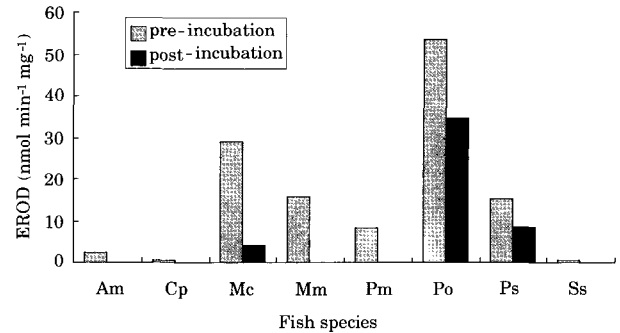 60
50
40
30
20
10
0
EROD (nmol min⁻¹ mg⁻¹)
pre-incubation
post-incubation
Am Cp Mc Mm Pm Po Ps Ss
Fish species